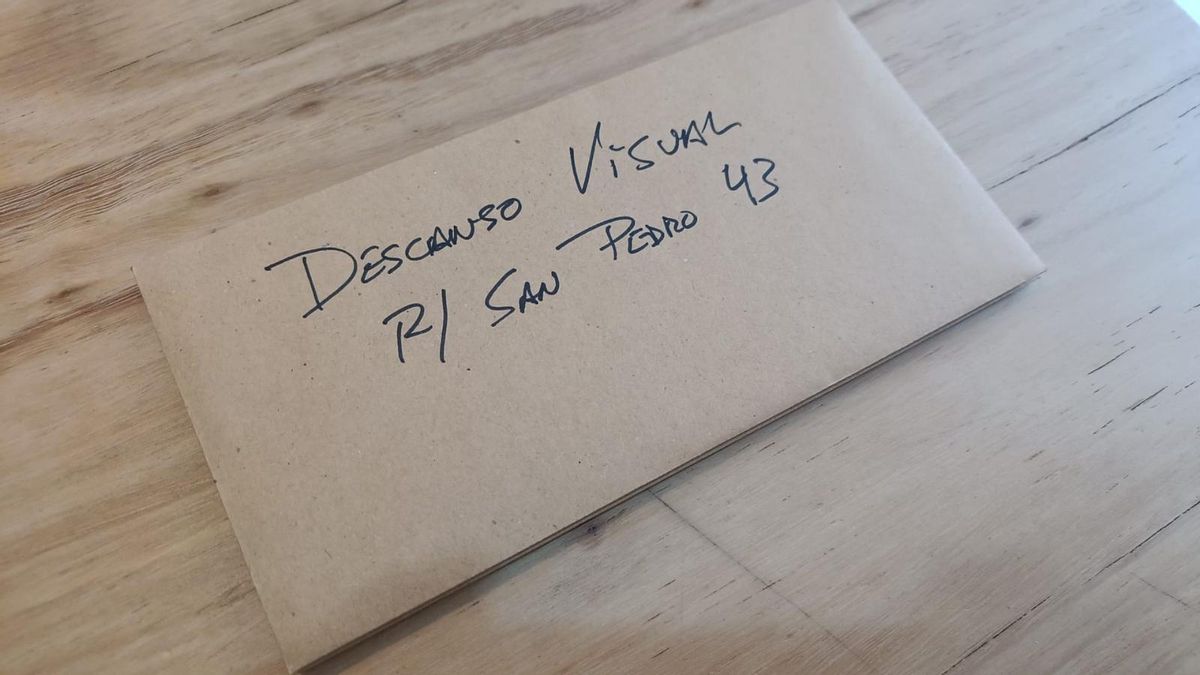 Descanso Visual
R/ San Pedro 43